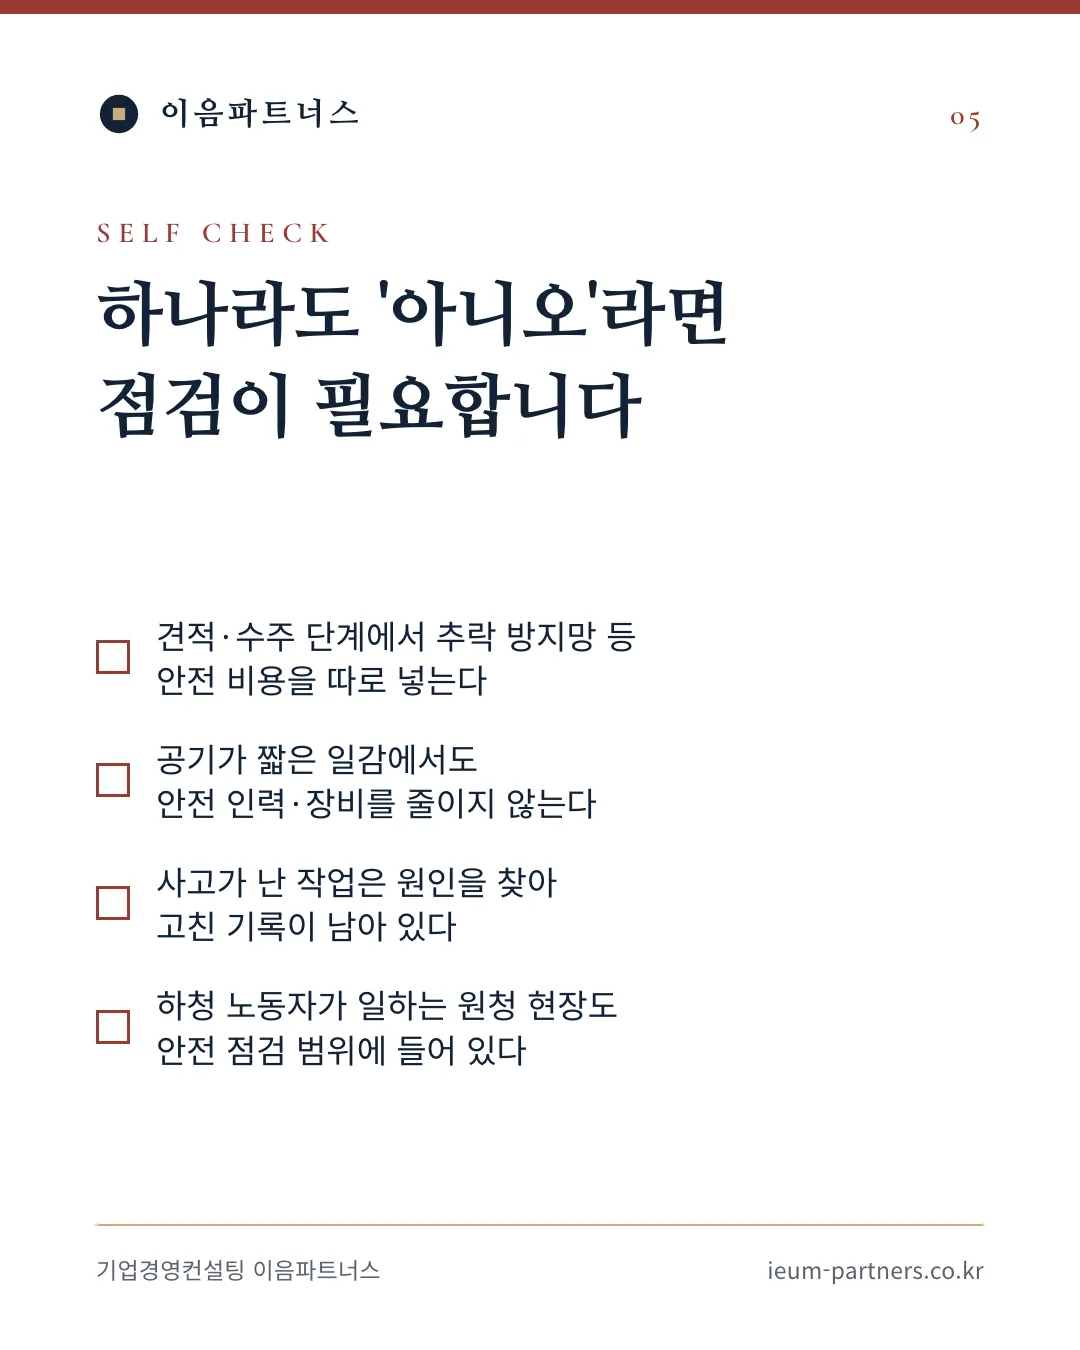 이음파트너스
05
SELF CHECK
하나라도 '아니오'라면
점검이 필요합니다
견적·수주 단계에서 추락 방지망 등
안전 비용을 따로 넣는다
공기가 짧은 일감에서도
안전 인력·장비를 줄이지 않는다
사고가 난 작업은 원인을 찾아
고친 기록이 남아 있다
하청 노동자가 일하는 원청 현장도
안전 점검 범위에 들어 있다
기업경영컨설팅 이음파트너스
ieum-partners.co.kr